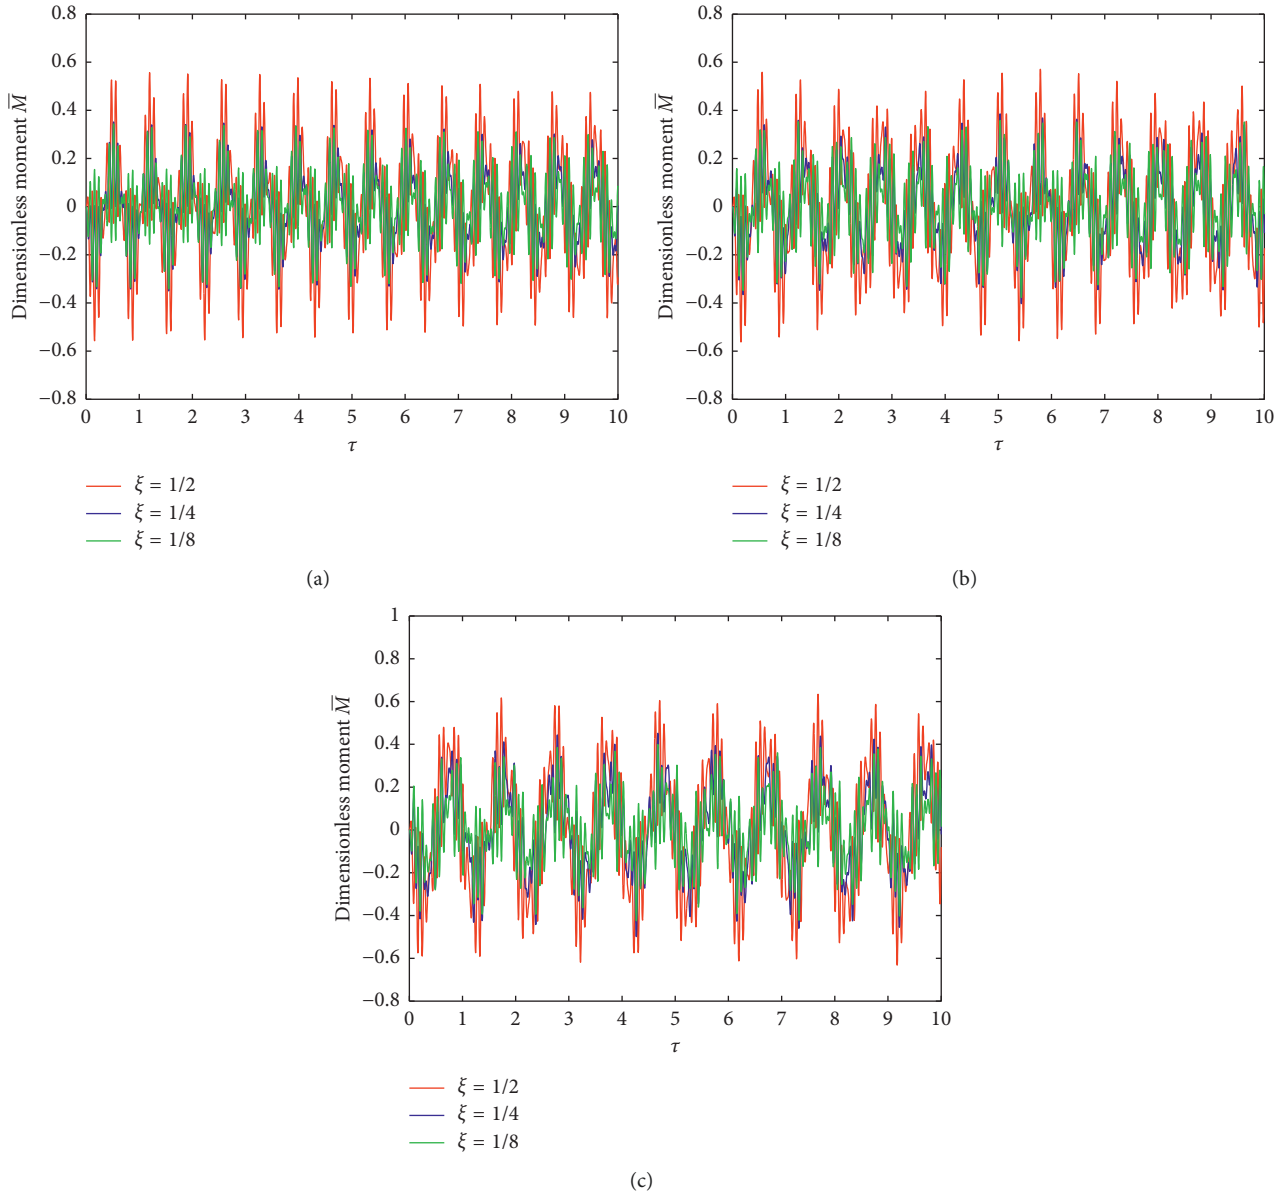 Dimensionless moment M̅
0.8
0.6
0.4
0.2
0
−0.2
−0.4
−0.6
−0.8
0 1 2 3 4 5 6 7 8 9 10
τ
ξ = 1/2
ξ = 1/4
ξ = 1/8
(a)
Dimensionless moment M̅
0.8
0.6
0.4
0.2
0
−0.2
−0.4
−0.6
−0.8
0 1 2 3 4 5 6 7 8 9 10
τ
ξ = 1/2
ξ = 1/4
ξ = 1/8
(b)
Dimensionless moment M̅
1
0.8
0.6
0.4
0.2
0
−0.2
−0.4
−0.6
−0.8
0 1 2 3 4 5 6 7 8 9 10
τ
ξ = 1/2
ξ = 1/4
ξ = 1/8
(c)